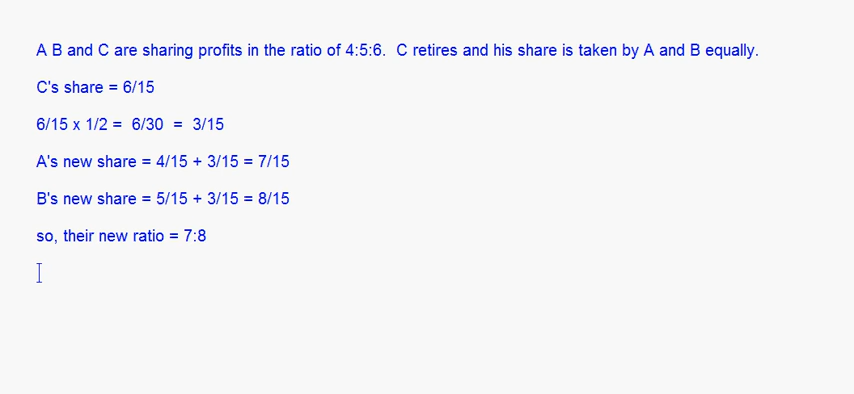 A B and C are sharing profits in the ratio of 4:5:6.  C retires and his share is taken by A and B equally.
C's share = 6/15
6/15 x 1/2 =  6/30  =  3/15
A's new share = 4/15 + 3/15 = 7/15
B's new share = 5/15 + 3/15 = 8/15
so, their new ratio = 7:8